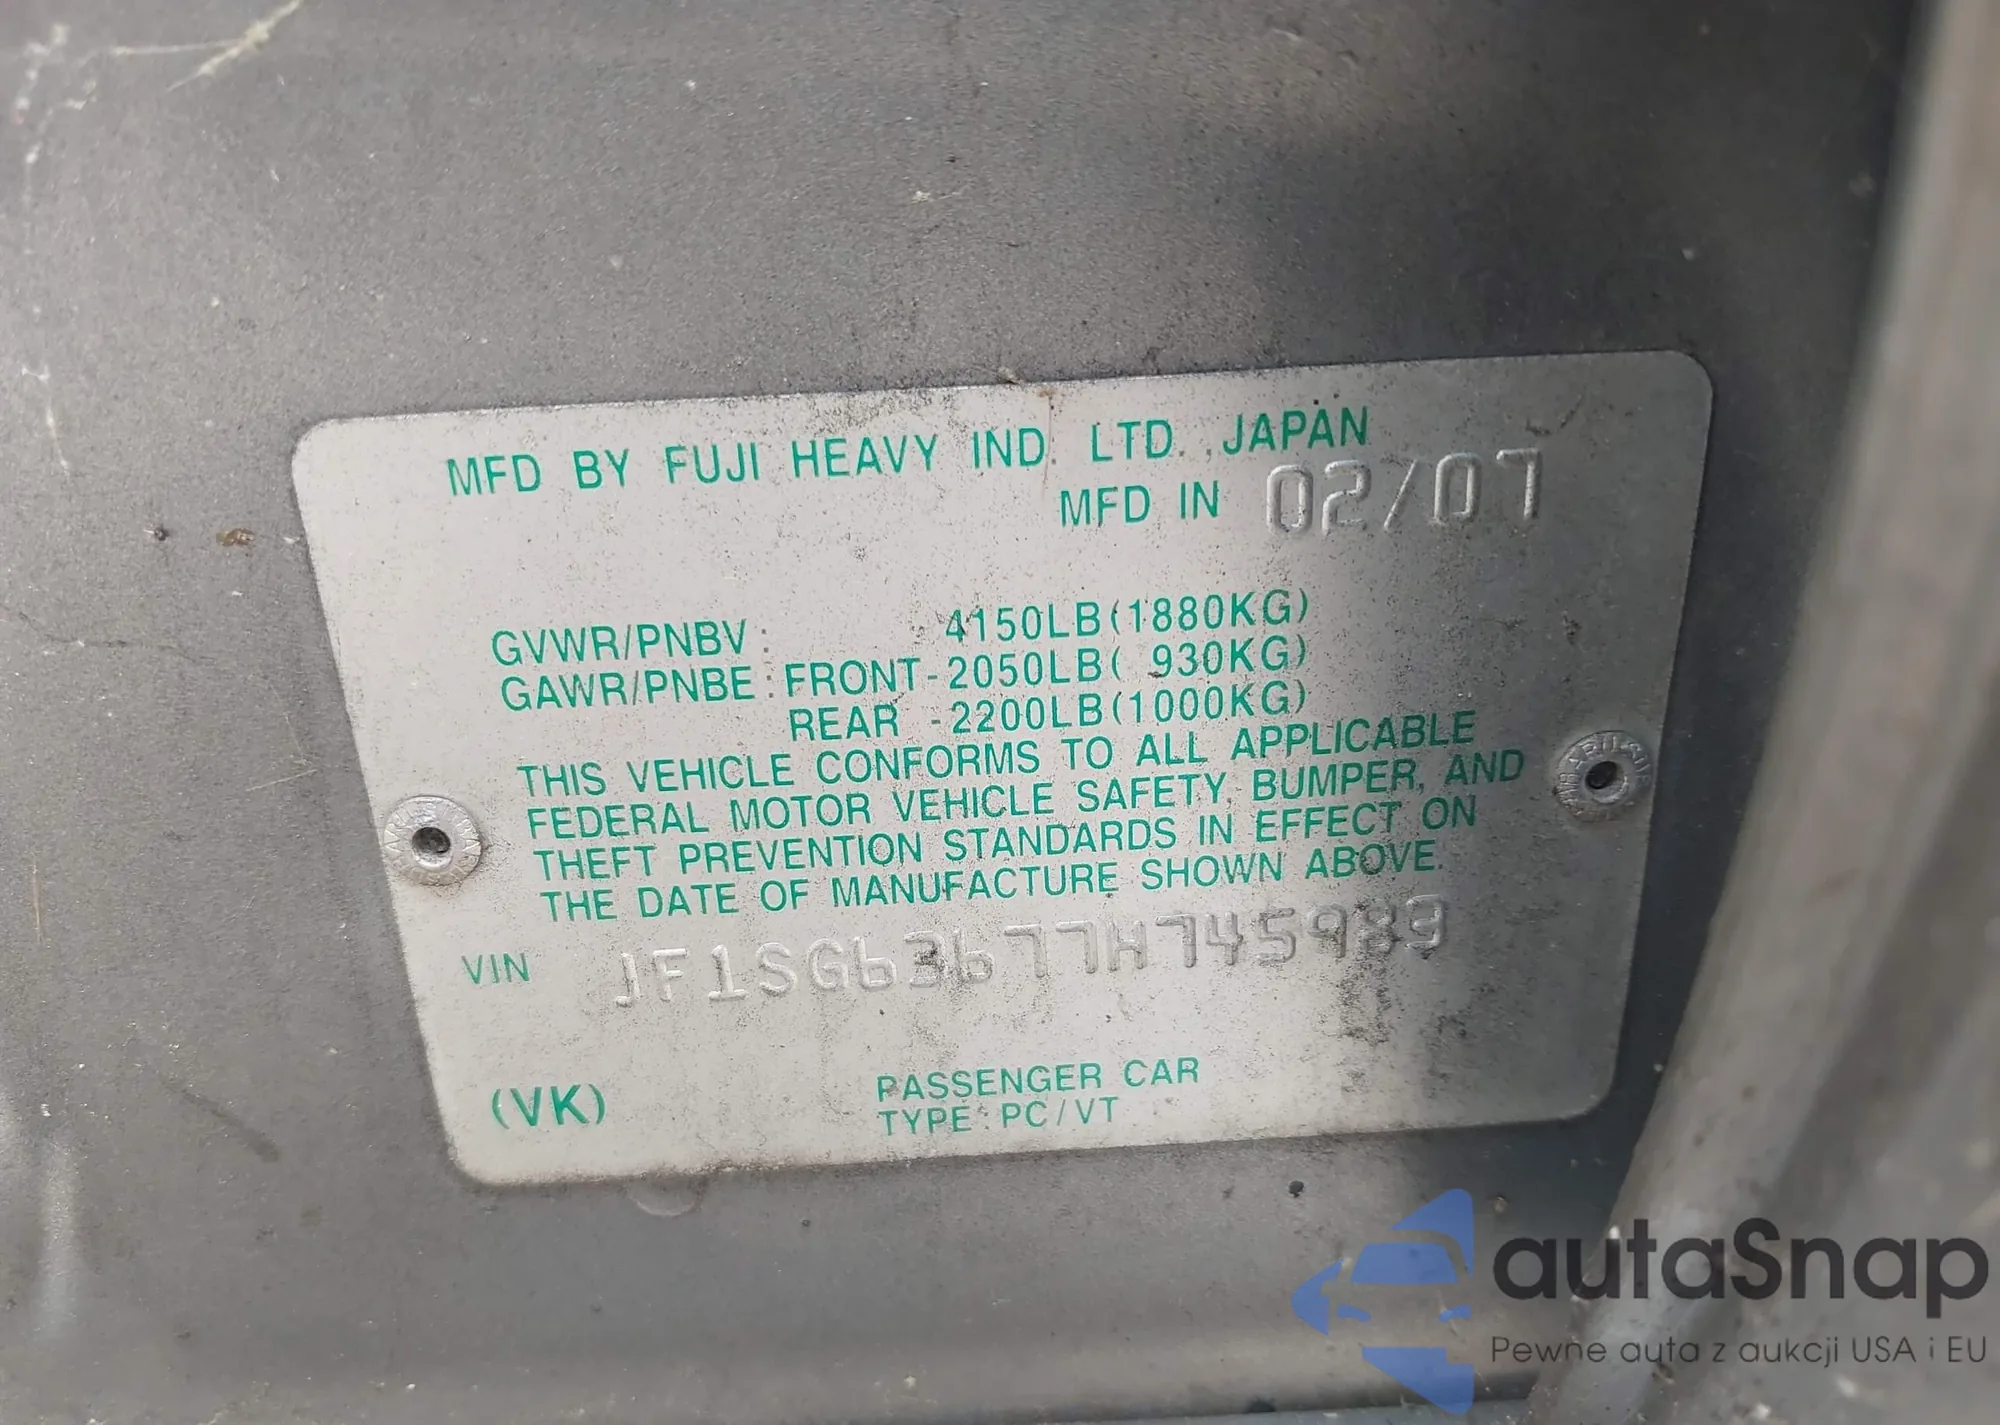 MFD BY FUJI HEAVY IND. LTD., JAPAN
MFD IN 02/07
GVWR/PNBV: 4150LB(1880KG)
GAWR/PNBE: FRONT-2050LB( 930KG)
REAR -2200LB(1000KG)
THIS VEHICLE CONFORMS TO ALL APPLICABLE
FEDERAL MOTOR VEHICLE SAFETY, BUMPER, AND
THEFT PREVENTION STANDARDS IN EFFECT ON
THE DATE OF MANUFACTURE SHOWN ABOVE.
VIN JF1SG63677H745983
(VK)
PASSENGER CAR
TYPE: PC/VT
autaSnap
Pewne auta z aukcji USA i EU